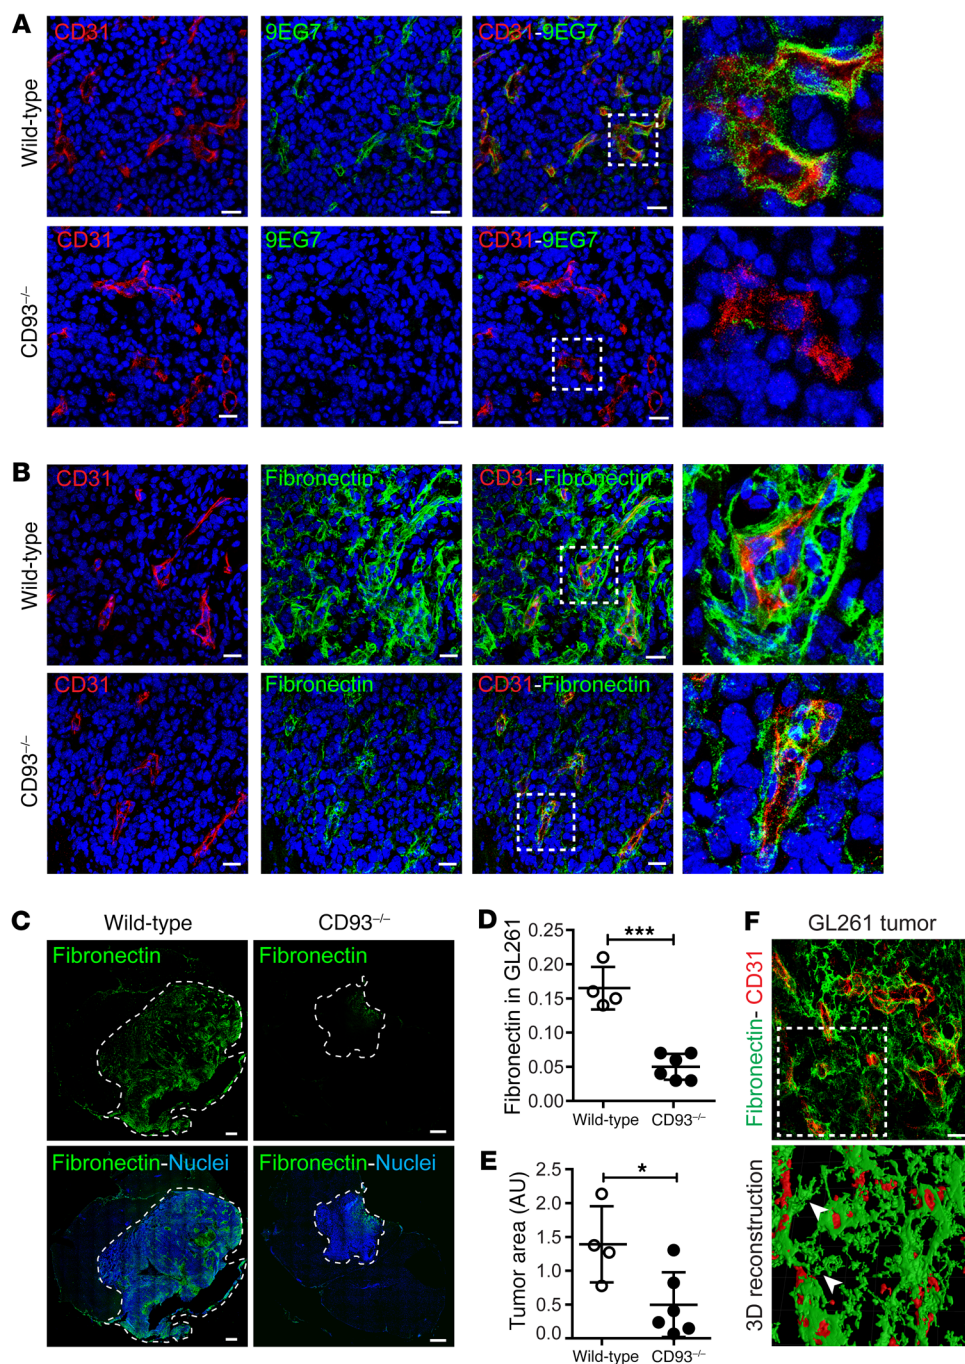 A
CD31
9EG7
CD31-9EG7
Wild-type
CD31
9EG7
CD31-9EG7
CD93−/−
B
CD31
Fibronectin
CD31-Fibronectin
Wild-type
CD31
Fibronectin
CD31-Fibronectin
CD93−/−
C
Wild-type
CD93−/−
Fibronectin
Fibronectin
Fibronectin-Nuclei
Fibronectin-Nuclei
D
Fibronectin in GL261
0.25
0.20
0.15
0.10
0.05
0.00
***
Wild-type
CD93−/−
E
Tumor area (AU)
2.5
2.0
1.5
1.0
0.5
0.0
*
Wild-type
CD93−/−
F
GL261 tumor
Fibronectin- CD31
3D reconstruction